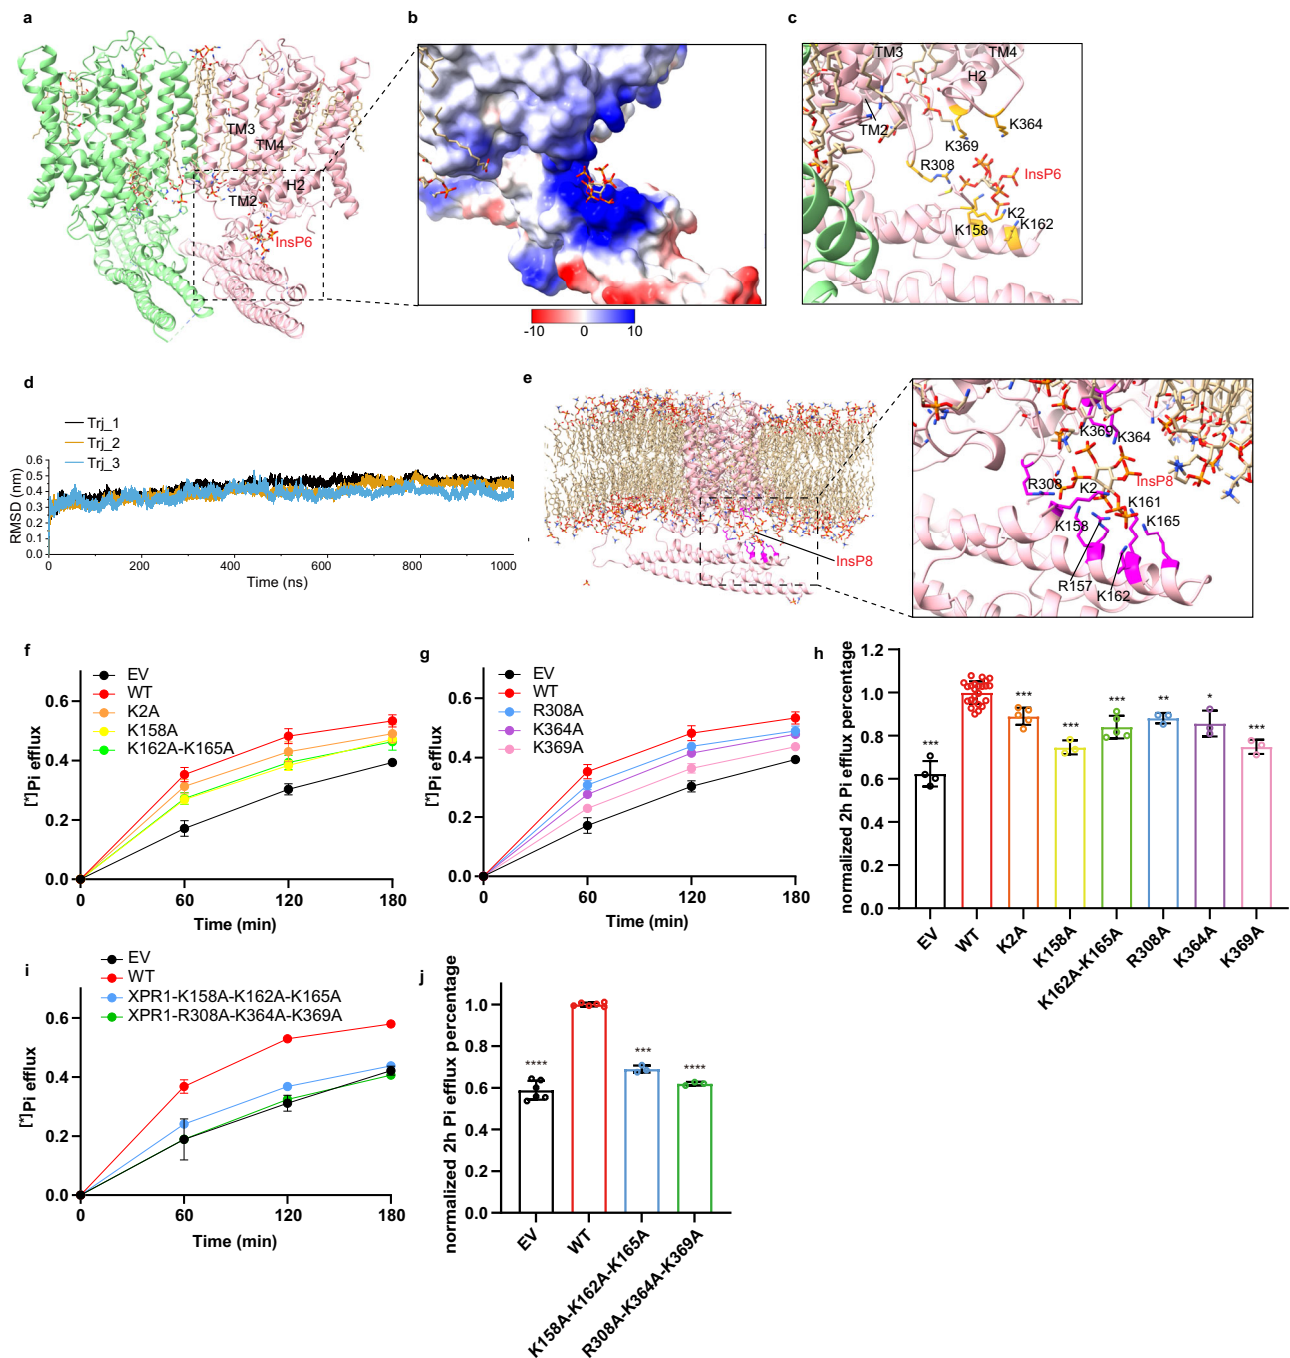 a
TM3
TM4
H2
TM2
InsP6
b
-10
0
10
c
TM3
TM4
H2
TM2
K364
K369
R308
InsP6
K2
K158
K162
d
Trj_1
Trj_2
Trj_3
RMSD (nm)
0.6
0.5
0.4
0.3
0.2
0.1
0.0
0
200
400
600
800
1000
Time (ns)
e
InsP8
K369
K364
InsP8
R308
K2
K161
K158
K165
R157
K162
f
EV
WT
K2A
K158A
K162A-K165A
[*]Pi efflux
0.6
0.4
0.2
0.0
0
60
120
180
Time (min)
g
EV
WT
R308A
K364A
K369A
[*]Pi efflux
0.6
0.4
0.2
0.0
0
60
120
180
Time (min)
h
normalized 2h Pi efflux percentage
1.2
1.0
0.8
0.6
0.4
0.2
0.0
***
***
***
***
**
*
***
EV
WT
K2A
K158A
K162A-K165A
R308A
K364A
K369A
i
EV
WT
XPR1-K158A-K162A-K165A
XPR1-R308A-K364A-K369A
[*]Pi efflux
0.6
0.4
0.2
0.0
0
60
120
180
Time (min)
j
normalized 2h Pi efflux percentage
1.0
0.8
0.6
0.4
0.2
0.0
****
***
****
EV
WT
K158A-K162A-K165A
R308A-K364A-K369A